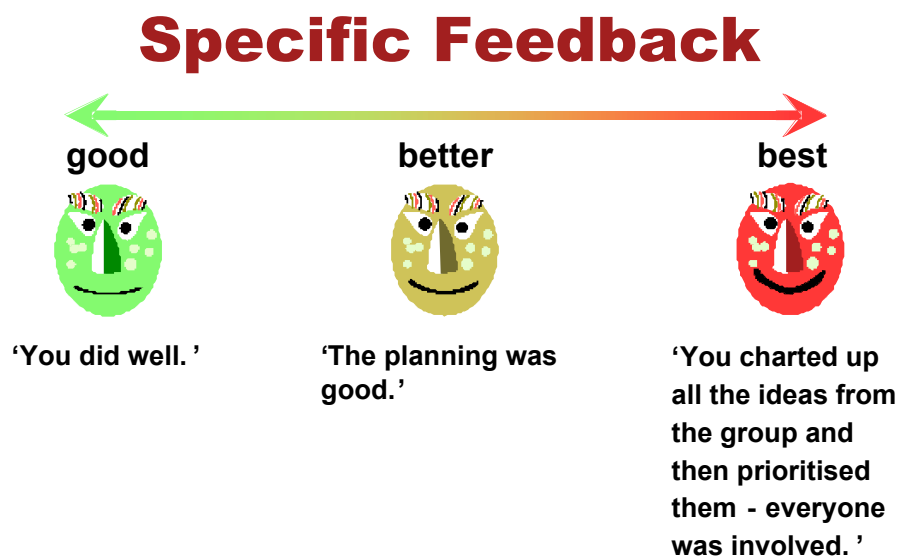 Specific Feedback
good
better
best
‘You did well. ’
‘The planning was
good.’
‘You charted up
all the ideas from
the group and
then prioritised
them - everyone
was involved. ’